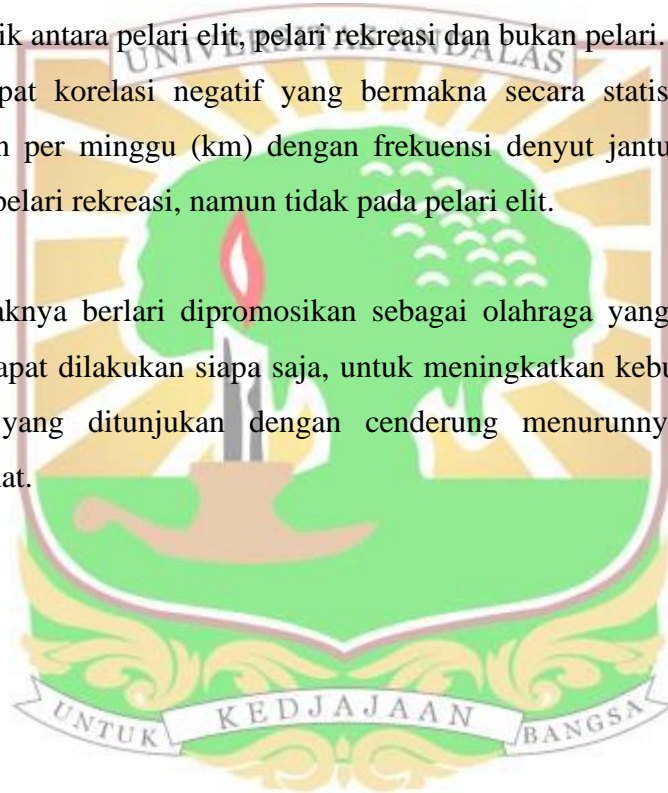 ik antara pelari elit, pelari rekreasi dan bukan pelari.
UNIVERSITAS ANDALAS
pat korelasi negatif yang bermakna secara statis
n per minggu (km) dengan frekuensi denyut jantu
pelari rekreasi, namun tidak pada pelari elit.
aknya berlari dipromosikan sebagai olahraga yang
apat dilakukan siapa saja, untuk meningkatkan kebu
yang ditunjukan dengan cenderung menurunny
at.
UNTUK KEDJAJAAN BANGSA